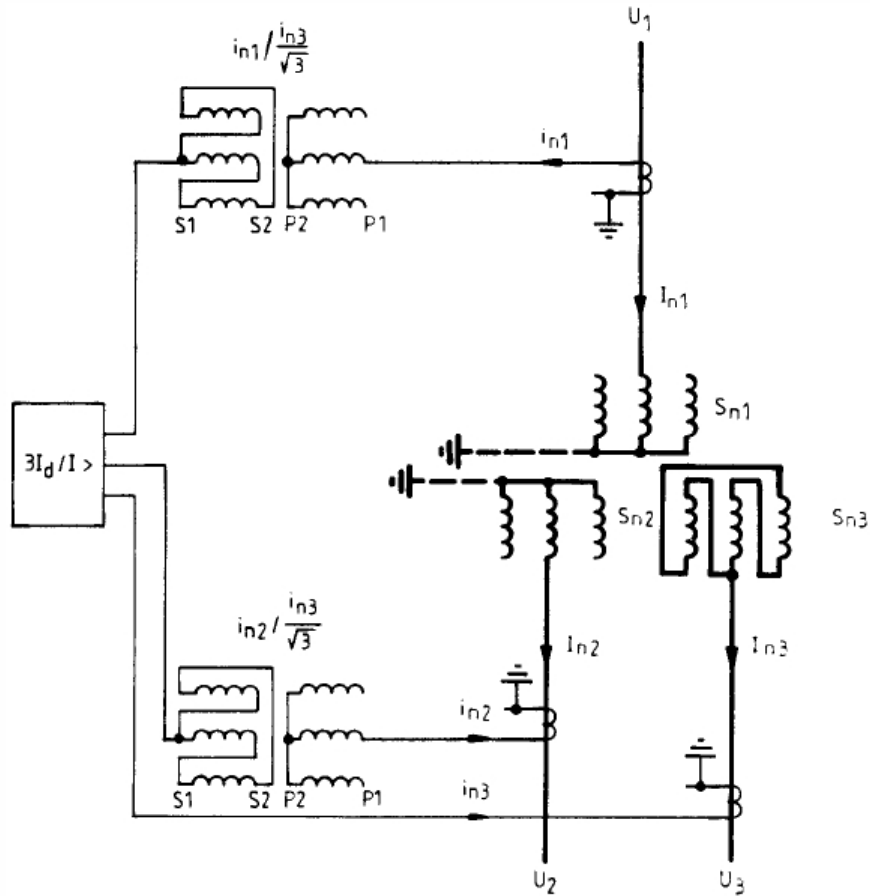 U1
in1 / in3
√3
in1
S1 S2 P2 P1
In1
Sn1
3Id/I >
Sn2 Sn3
in2 / in3
√3
In2 In3
in2
S1 S2 P2 P1
in3
U2 U3